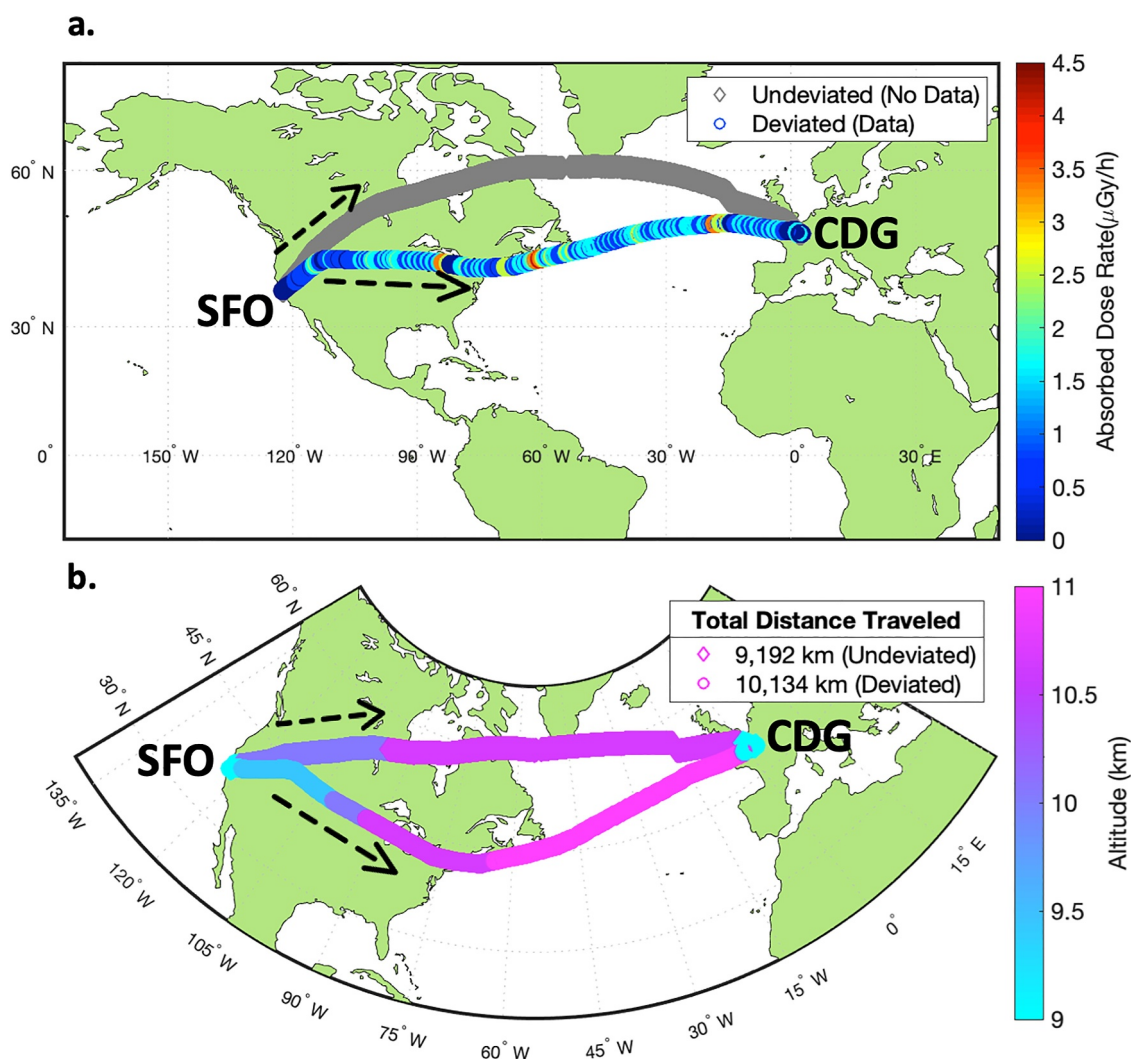 a.
Undeviated (No Data)
Deviated (Data)
60° N
30° N
0°
150° W
120° W
90° W
60° W
30° W
0°
30° E
SFO
CDG
4.5
4
3.5
3
2.5
2
1.5
1
0.5
0
Absorbed Dose Rate(μGy/h)
b.
Total Distance Traveled
9,192 km (Undeviated)
10,134 km (Deviated)
60° N
45° N
30° N
SFO
CDG
135° W
120° W
105° W
90° W
75° W
60° W
45° W
30° W
15° W
0°
15° E
11
10.5
10
9.5
9
Altitude (km)